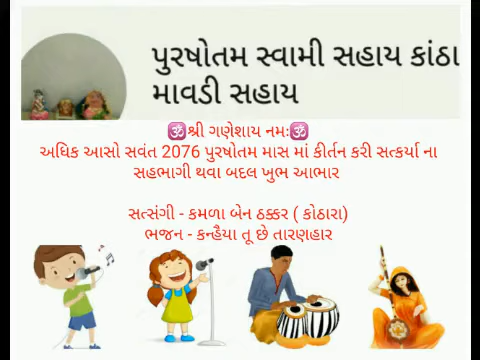 પુરષોતમ સ્વામી સહાય કાંઠા
માવડી સહાય
🕉શ્રી ગણેશાય નમ:🕉
અધિક આસો સવંત 2076 પુરષોતમ માસ માં કીર્તન કરી સત્કર્યા ના
સહભાગી થવા બદલ ખુભ આભાર
સત્સંગી - કમળા બેન ઠક્કર ( કોઠારા)
ભજન - કન્હૈયા તૂ છે તારણહાર